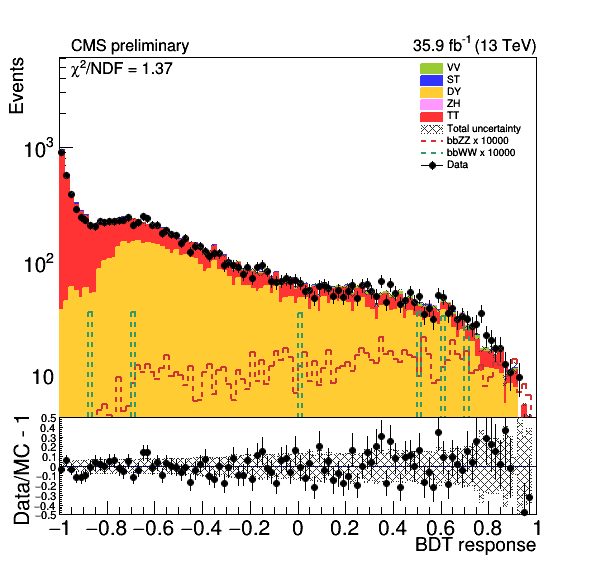 CMS preliminary 35.9 fb⁻¹ (13 TeV)
Events
χ²/NDF = 1.37
VV
ST
DY
ZH
TT
Total uncertainty
bbZZ x 10000
bbWW x 10000
Data
10³
10²
10
Data/MC - 1
0.5
0.4
0.3
0.2
0.1
0
-0.1
-0.2
-0.3
-0.4
-0.5
−1 −0.8 −0.6 −0.4 −0.2 0 0.2 0.4 0.6 0.8 1
BDT response